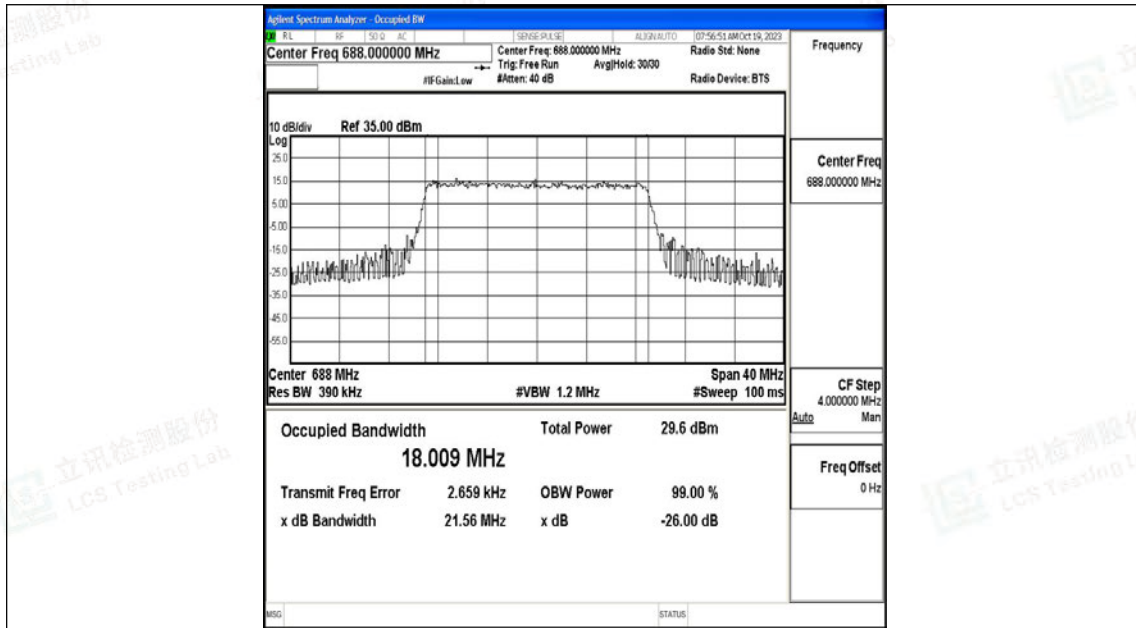 Agilent Spectrum Analyzer - Occupied BW
RL RF 50 Ω AC SENSE:PULSE ALIGNAUTO 07:56:51 AM Oct 19, 2023
Center Freq 688.000000 MHz
Center Freq: 688.000000 MHz
Radio Std: None
Trig: Free Run Avg|Hold: 30/30
#IFGain:Low
#Atten: 40 dB
Radio Device: BTS
Frequency
10 dB/div Ref 35.00 dBm
Log
25.0
15.0
5.00
-5.00
-15.0
-25.0
-35.0
-45.0
-55.0
Center 688 MHz Span 40 MHz
Res BW 390 kHz #VBW 1.2 MHz #Sweep 100 ms
Center Freq
688.000000 MHz
CF Step
4.000000 MHz
Auto Man
Freq Offset
0 Hz
Occupied Bandwidth Total Power 29.6 dBm
18.009 MHz
Transmit Freq Error 2.659 kHz OBW Power 99.00 %
x dB Bandwidth 21.56 MHz x dB -26.00 dB
MSG STATUS
立讯检测股份
LCS Testing Lab
立讯检测股份